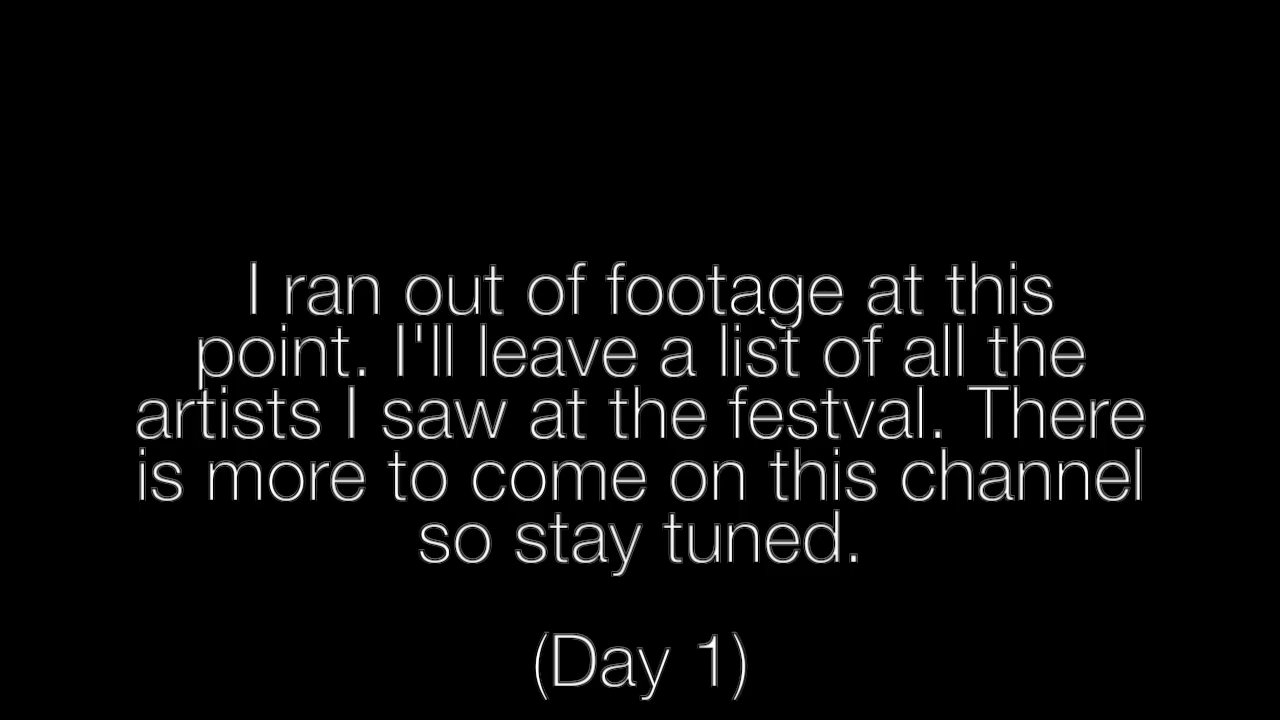 I ran out of footage at this
point. I'll leave a list of all the
artists I saw at the festval. There
is more to come on this channel
so stay tuned.
(Day 1)